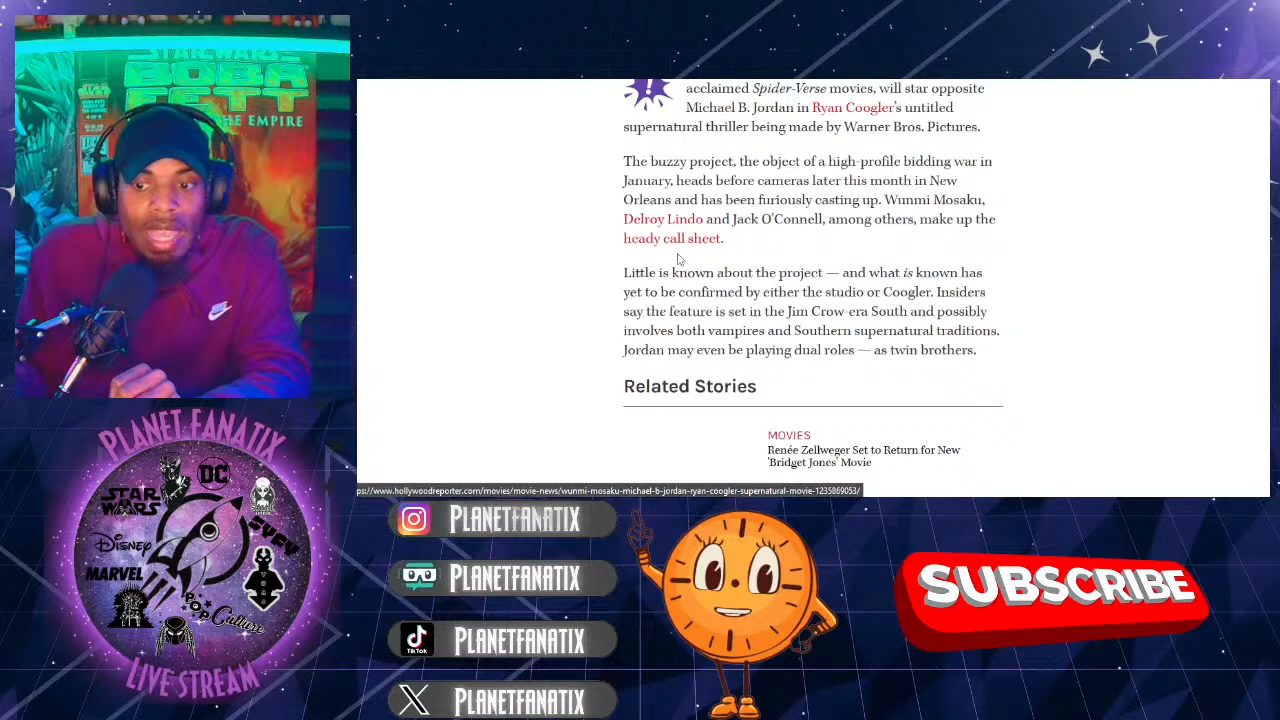 STAR WARS
BOBA
FETT
THE EMPIRE
acclaimed Spider-Verse movies, will star opposite
Michael B. Jordan in Ryan Coogler's untitled
supernatural thriller being made by Warner Bros. Pictures.
The buzzy project, the object of a high-profile bidding war in
January, heads before cameras later this month in New
Orleans and has been furiously casting up. Wunmi Mosaku,
Delroy Lindo and Jack O'Connell, among others, make up the
heady call sheet.
Little is known about the project — and what is known has
yet to be confirmed by either the studio or Coogler. Insiders
say the feature is set in the Jim Crow-era South and possibly
involves both vampires and Southern supernatural traditions.
Jordan may even be playing dual roles — as twin brothers.
Related Stories
MOVIES
Renée Zellweger Set to Return for New
'Bridget Jones' Movie
ps://www.hollywoodreporter.com/movies/movie-news/wunmi-mosaku-michael-b-jordan-ryan-coogler-supernatural-movie-1235869053/
PLANET FANATIX
DC
STAR
WARS
Disney
MARVEL
POP
Culture
LIVE STREAM
PLANETFANATIX
PLANETFANATIX
TikTok
PLANETFANATIX
PLANETFANATIX
SUBSCRIBE